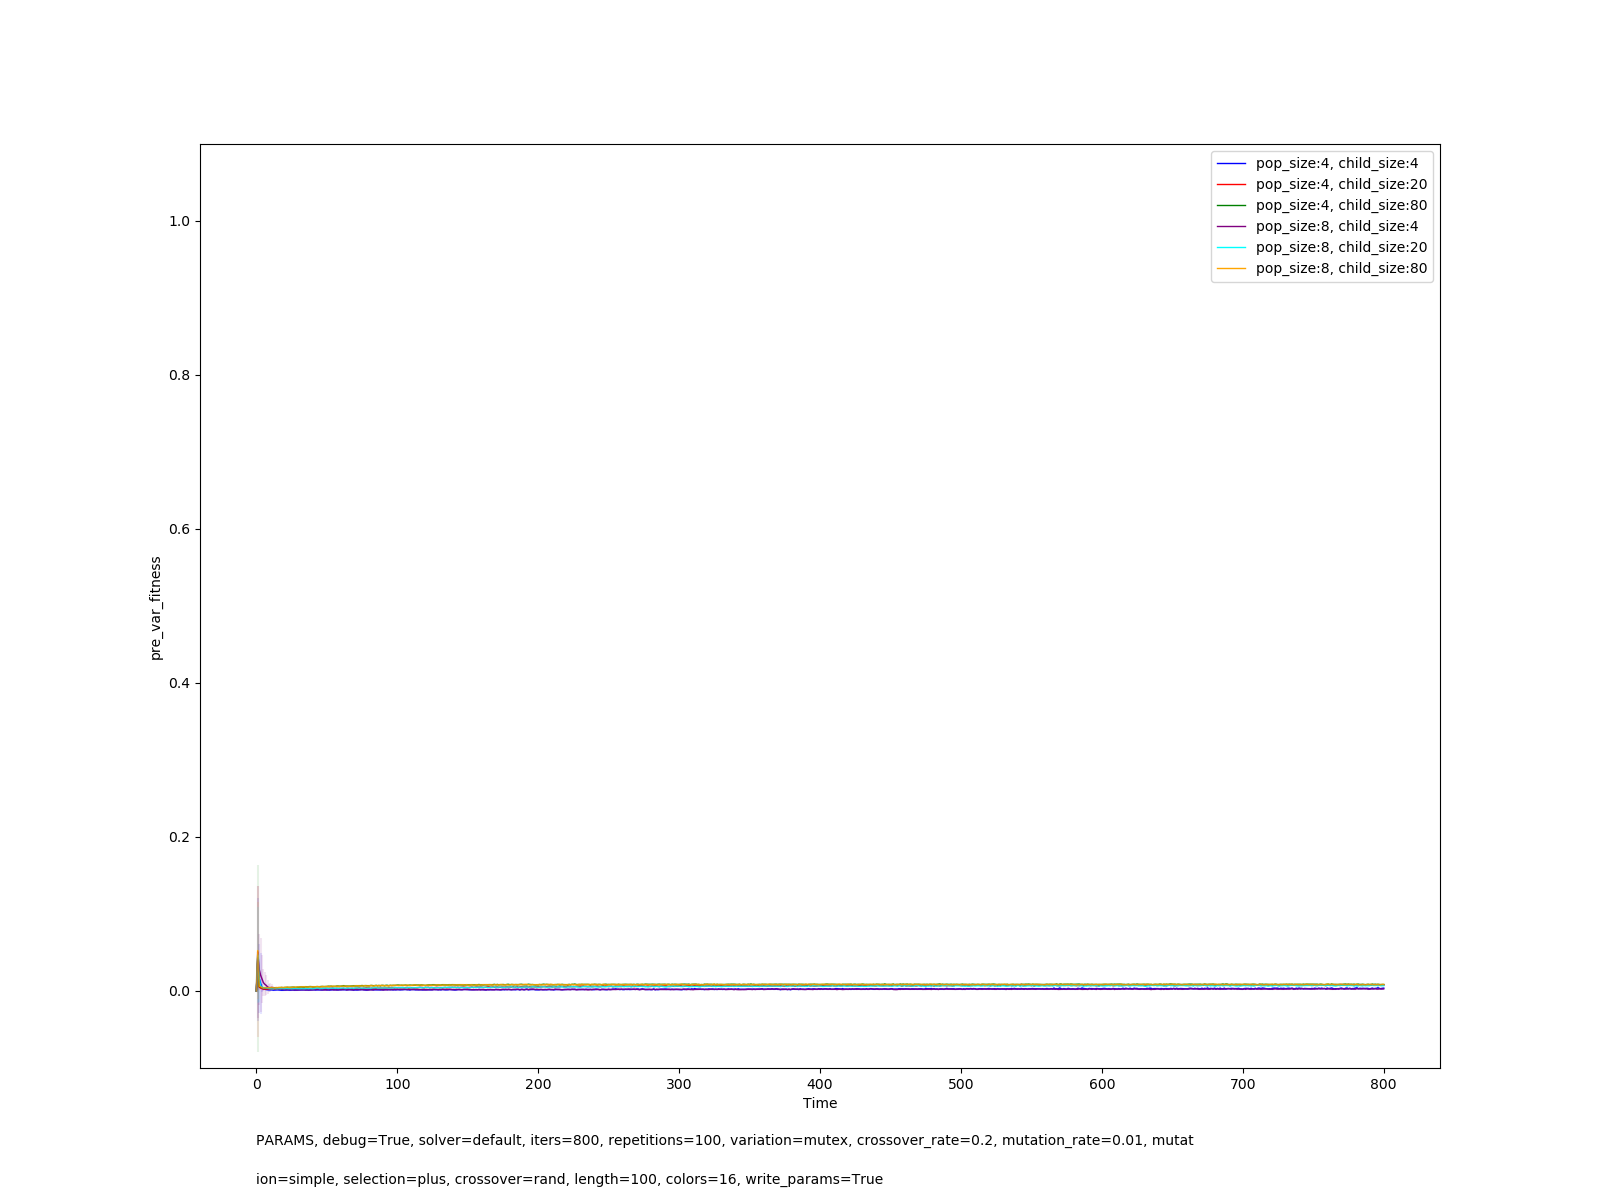 pop_size:4, child_size:4
pop_size:4, child_size:20
pop_size:4, child_size:80
pop_size:8, child_size:4
pop_size:8, child_size:20
pop_size:8, child_size:80
1.0
0.8
0.6
0.4
0.2
0.0
pre_var_fitness
0 100 200 300 400 500 600 700 800
Time
PARAMS, debug=True, solver=default, iters=800, repetitions=100, variation=mutex, crossover_rate=0.2, mutation_rate=0.01, mutat
ion=simple, selection=plus, crossover=rand, length=100, colors=16, write_params=True